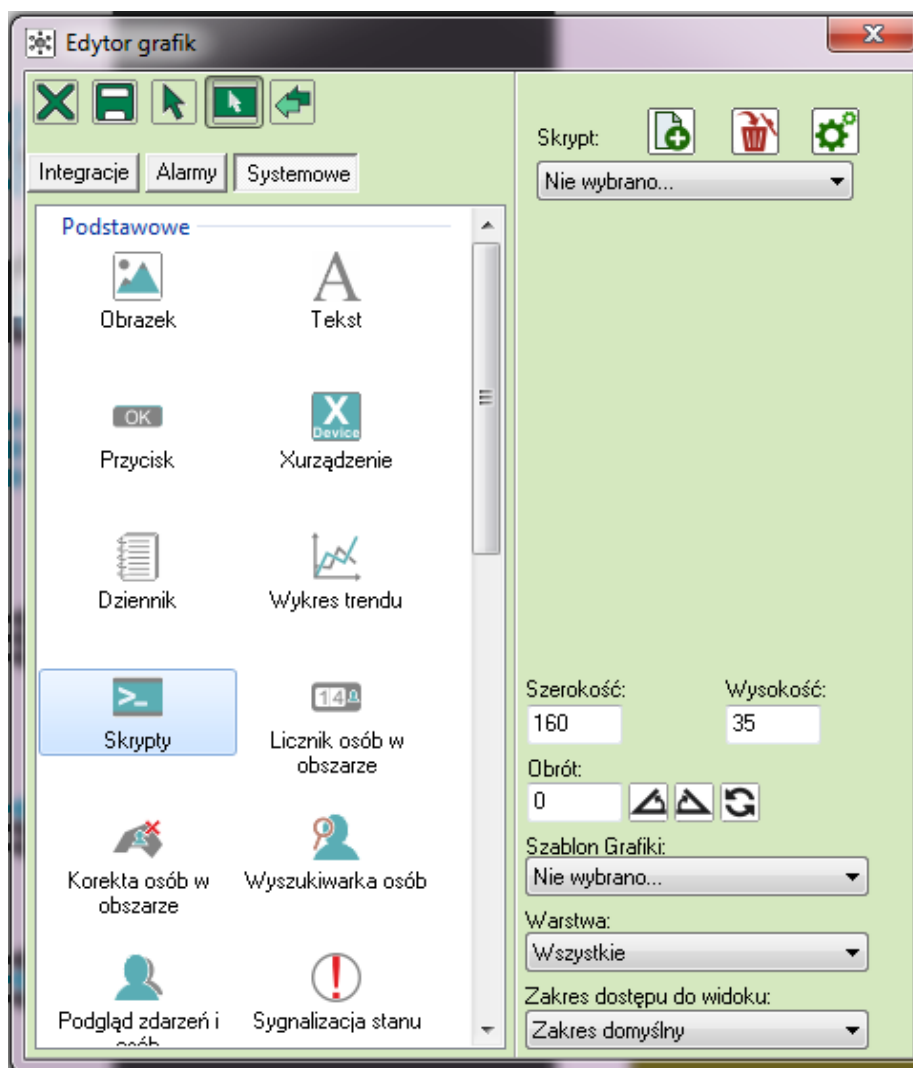 Edytor grafik
Integracje Alarmy Systemowe
Podstawowe
Obrazek Tekst
OK X
Device
Przycisk Xurządzenie
Dziennik Wykres trendu
>_ 14
Skrypty Licznik osób w
obszarze
Korekta osób w Wyszukiwarka osób
obszarze
Podgląd zdarzeń i Sygnalizacja stanu
osób
Skrypt:
Nie wybrano...
Szerokość: Wysokość:
160 35
Obrót:
0
Szablon Grafiki:
Nie wybrano...
Warstwa:
Wszystkie
Zakres dostępu do widoku:
Zakres domyślny